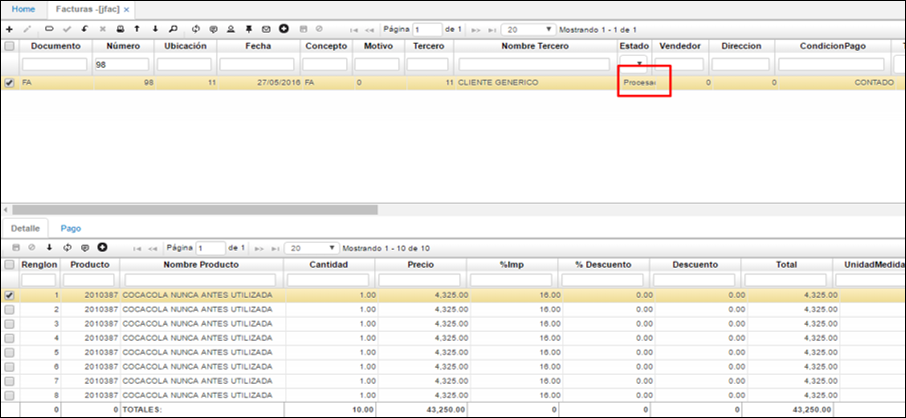 Home Facturas -[jfac] ×
Página 1 de 1 20 Mostrando 1 - 1 de 1
Documento Número Ubicación Fecha Concepto Motivo Tercero Nombre Tercero Estado Vendedor Direccion CondicionPago T
98
FA 98 11 27/05/2016 FA 0 11 CLIENTE GENERICO Procesac 0 0 CONTADO
Detalle Pago
Página 1 de 1 20 Mostrando 1 - 10 de 10
Renglon Producto Nombre Producto Cantidad Precio %Imp % Descuento Descuento Total UnidadMedida
1 2010387 COCACOLA NUNCA ANTES UTILIZADA 1.00 4,325.00 16.00 0.00 0.00 4,325.00
2 2010387 COCACOLA NUNCA ANTES UTILIZADA 1.00 4,325.00 16.00 0.00 0.00 4,325.00
3 2010387 COCACOLA NUNCA ANTES UTILIZADA 1.00 4,325.00 16.00 0.00 0.00 4,325.00
4 2010387 COCACOLA NUNCA ANTES UTILIZADA 1.00 4,325.00 16.00 0.00 0.00 4,325.00
5 2010387 COCACOLA NUNCA ANTES UTILIZADA 1.00 4,325.00 16.00 0.00 0.00 4,325.00
6 2010387 COCACOLA NUNCA ANTES UTILIZADA 1.00 4,325.00 16.00 0.00 0.00 4,325.00
7 2010387 COCACOLA NUNCA ANTES UTILIZADA 1.00 4,325.00 16.00 0.00 0.00 4,325.00
8 2010387 COCACOLA NUNCA ANTES UTILIZADA 1.00 4,325.00 16.00 0.00 0.00 4,325.00
0 0 TOTALES: 10.00 43,250.00 0 0 0 43,250.00